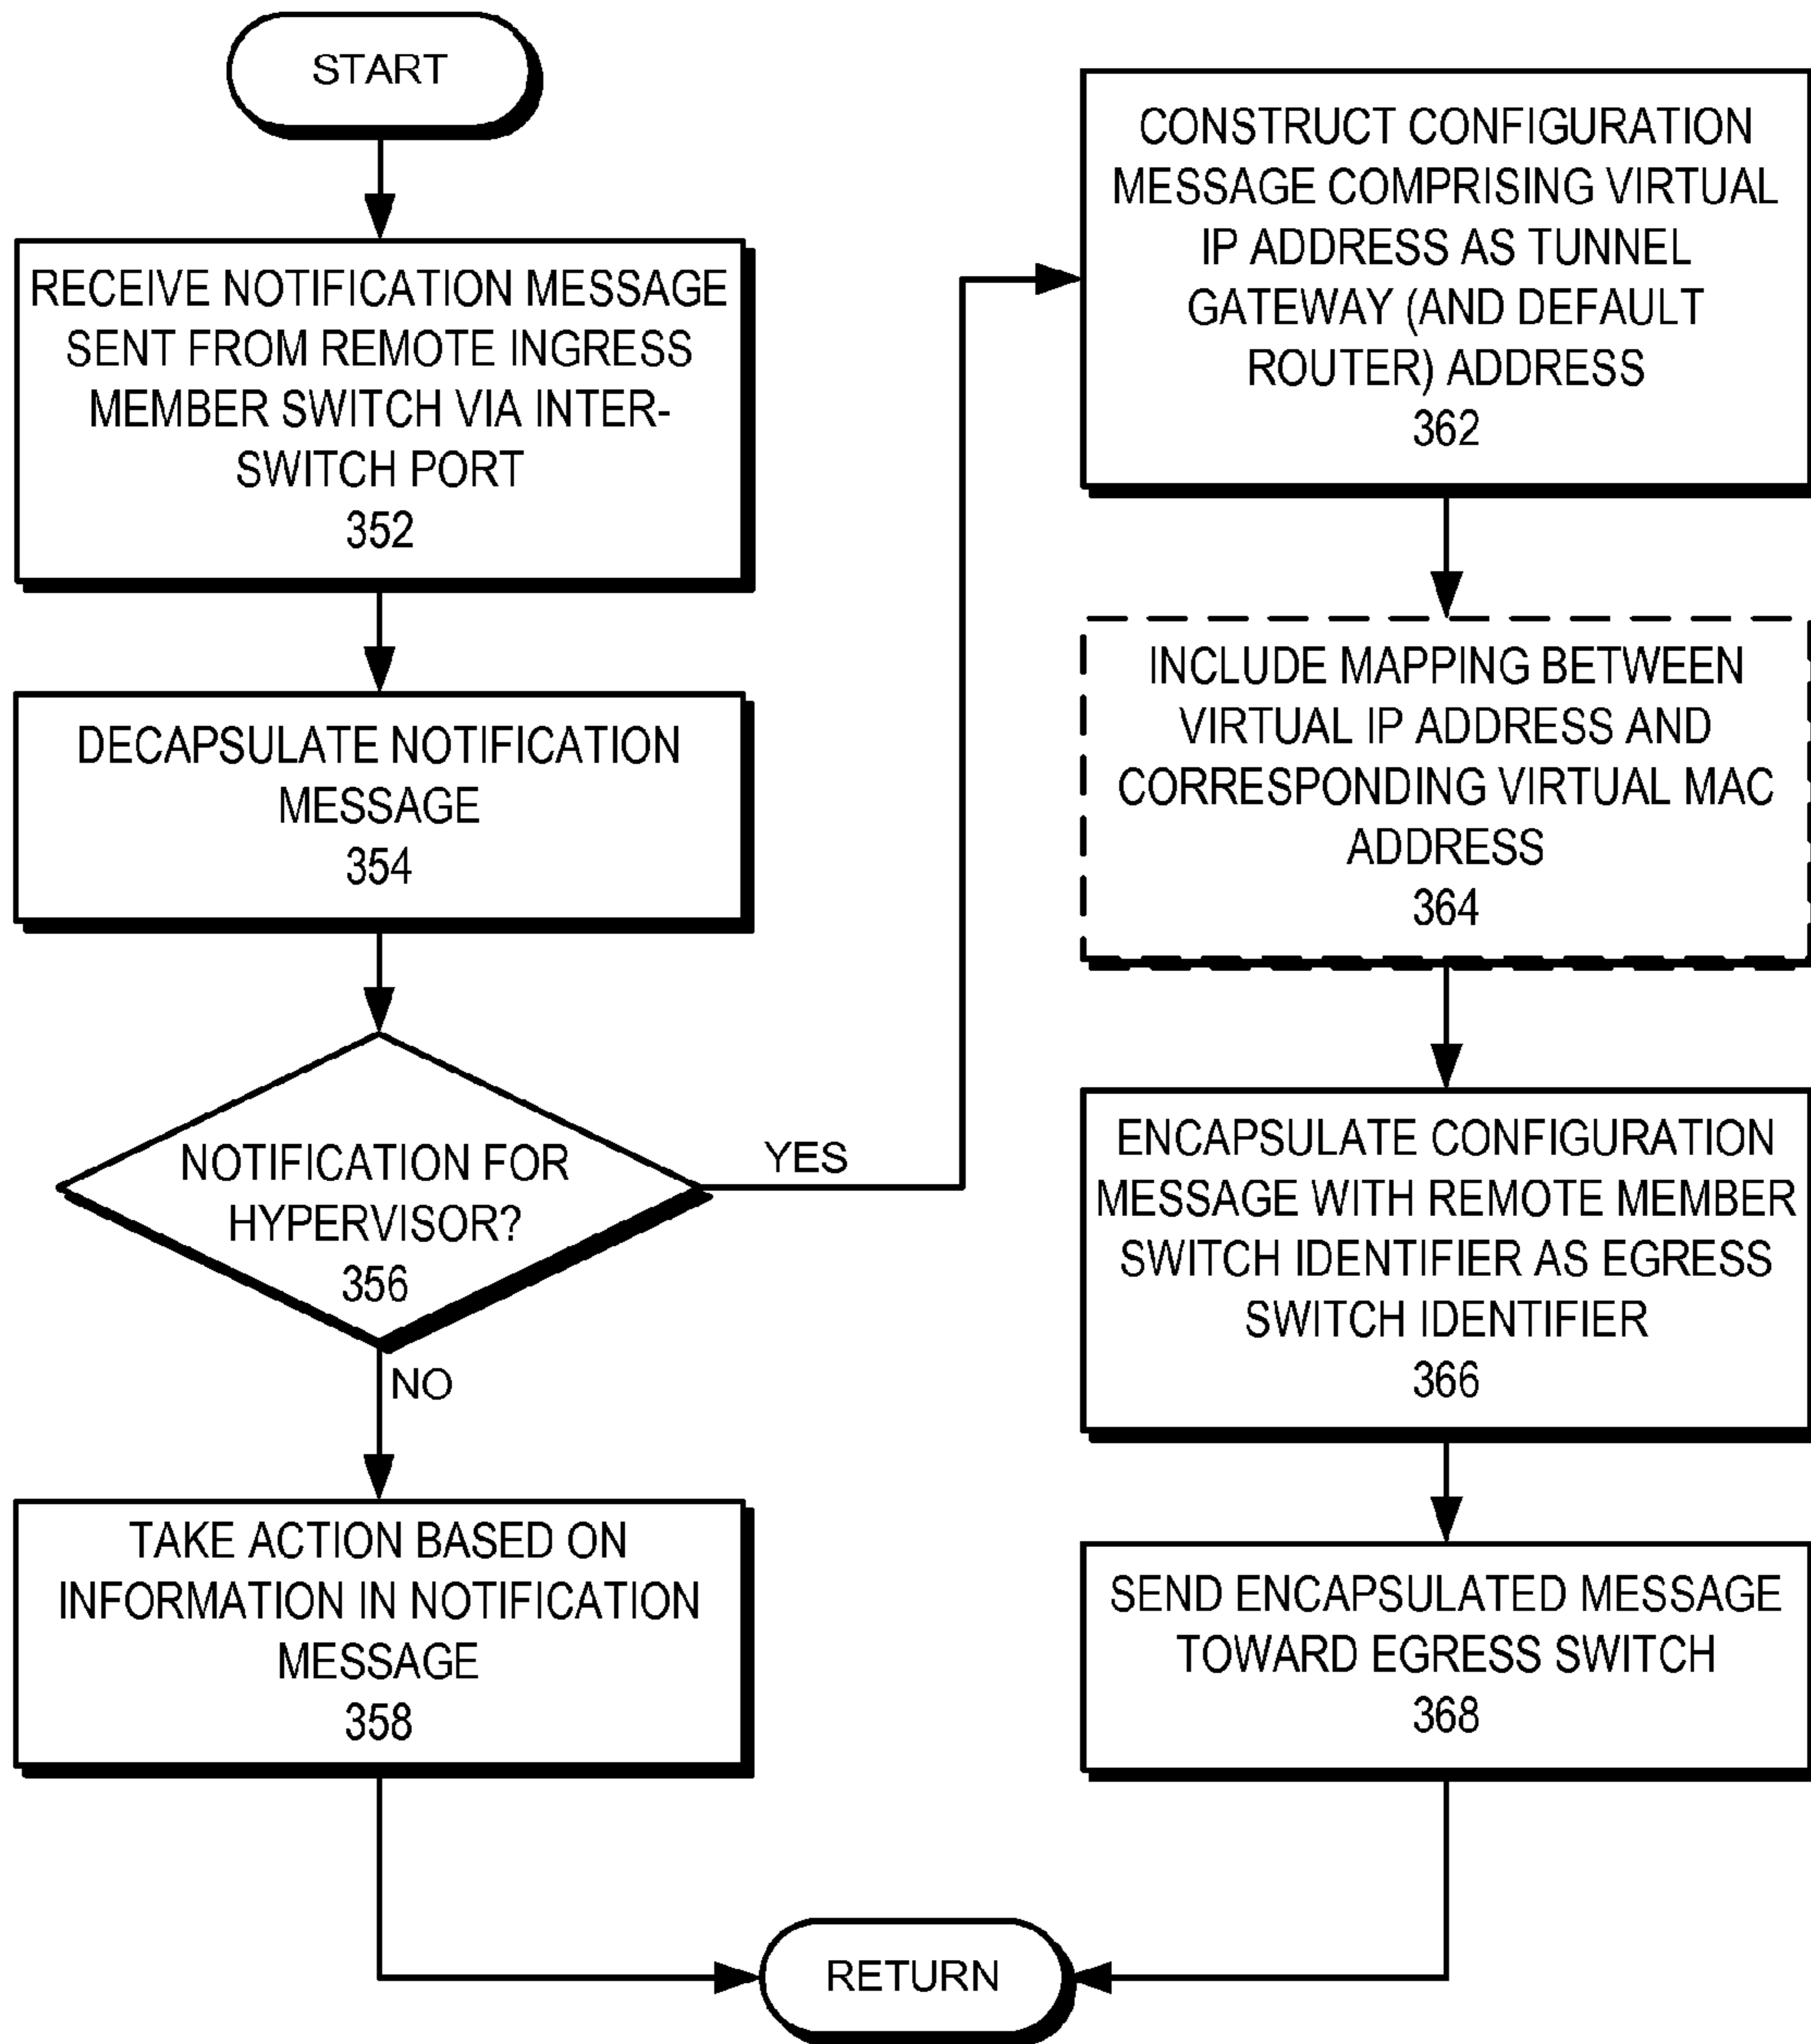 START
RECEIVE NOTIFICATION MESSAGE
SENT FROM REMOTE INGRESS
MEMBER SWITCH VIA INTER-
SWITCH PORT
352
DECAPSULATE NOTIFICATION
MESSAGE
354
NOTIFICATION FOR
HYPERVISOR?
356
YES
NO
TAKE ACTION BASED ON
INFORMATION IN NOTIFICATION
MESSAGE
358
CONSTRUCT CONFIGURATION
MESSAGE COMPRISING VIRTUAL
IP ADDRESS AS TUNNEL
GATEWAY (AND DEFAULT
ROUTER) ADDRESS
362
INCLUDE MAPPING BETWEEN
VIRTUAL IP ADDRESS AND
CORRESPONDING VIRTUAL MAC
ADDRESS
364
ENCAPSULATE CONFIGURATION
MESSAGE WITH REMOTE MEMBER
SWITCH IDENTIFIER AS EGRESS
SWITCH IDENTIFIER
366
SEND ENCAPSULATED MESSAGE
TOWARD EGRESS SWITCH
368
RETURN